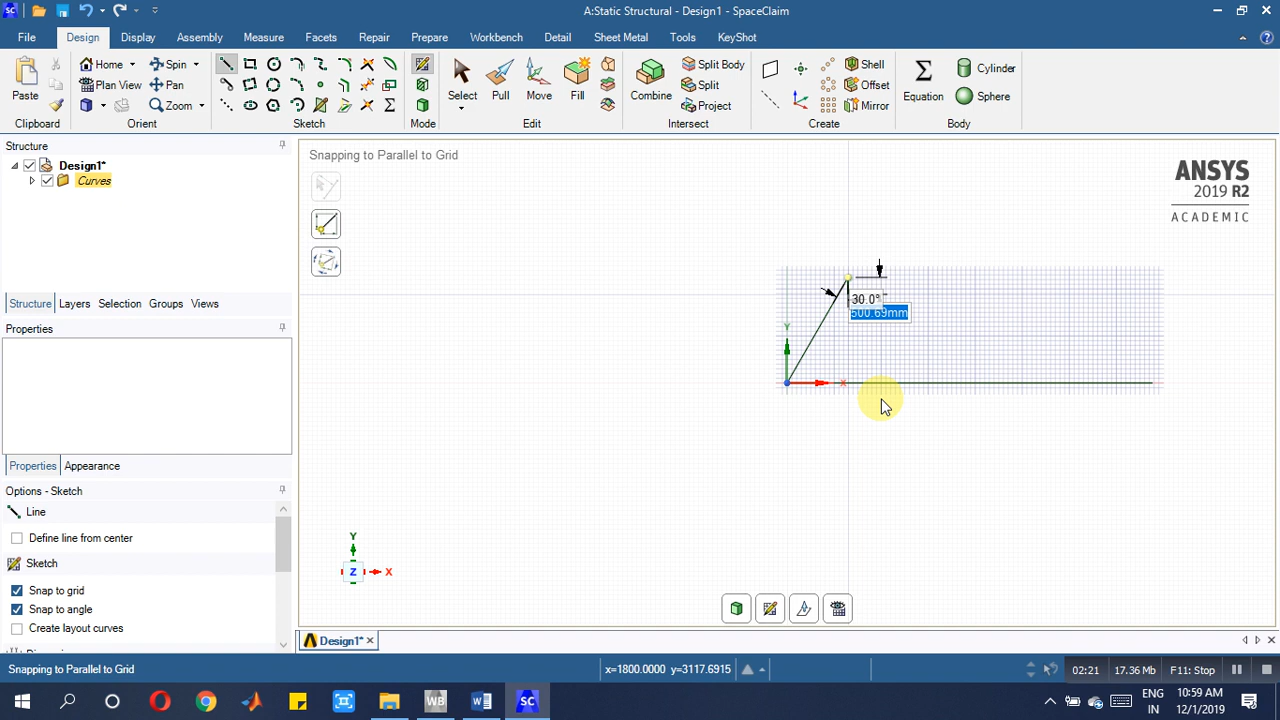 A:Static Structural - Design1 - SpaceClaim
File Design Display Assembly Measure Facets Repair Prepare Workbench Detail Sheet Metal Tools KeyShot
Paste
Home
Spin
Plan View
Pan
Zoom
Select
Pull
Move
Fill
Combine
Split Body
Split
Project
Shell
Offset
Mirror
Equation
Cylinder
Sphere
Clipboard Orient Sketch Mode Edit Intersect Create Body
Structure
Design1*
Curves
Structure Layers Selection Groups Views
Properties
Properties Appearance
Options - Sketch
Line
Define line from center
Sketch
Snap to grid
Snap to angle
Create layout curves
Snapping to Parallel to Grid
ANSYS
2019 R2
ACADEMIC
30.0°
500.69mm
Y
X
Y
Z X
Design1*
Snapping to Parallel to Grid
x=1800.0000 y=3117.6915
02:21 17.36 Mb F11: Stop
WB
SC
ENG
IN
10:59 AM
12/1/2019